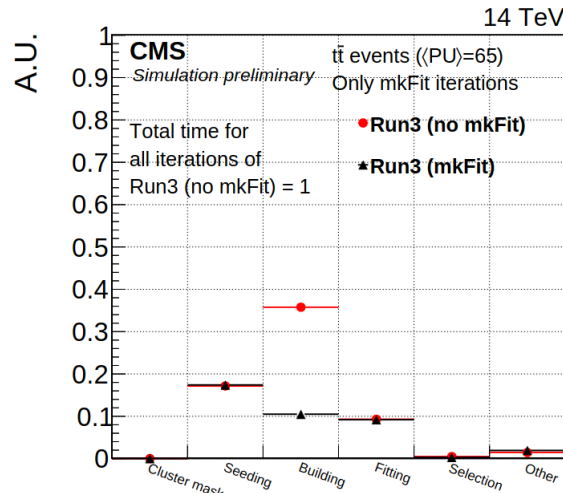 14 TeV
A.U.
CMS
Simulation preliminary
tt̄ events (⟨PU⟩=65)
Only mkFit iterations
Run3 (no mkFit)
Run3 (mkFit)
Total time for
all iterations of
Run3 (no mkFit) = 1
1
0.9
0.8
0.7
0.6
0.5
0.4
0.3
0.2
0.1
0
Cluster mask
Seeding
Building
Fitting
Selection
Other